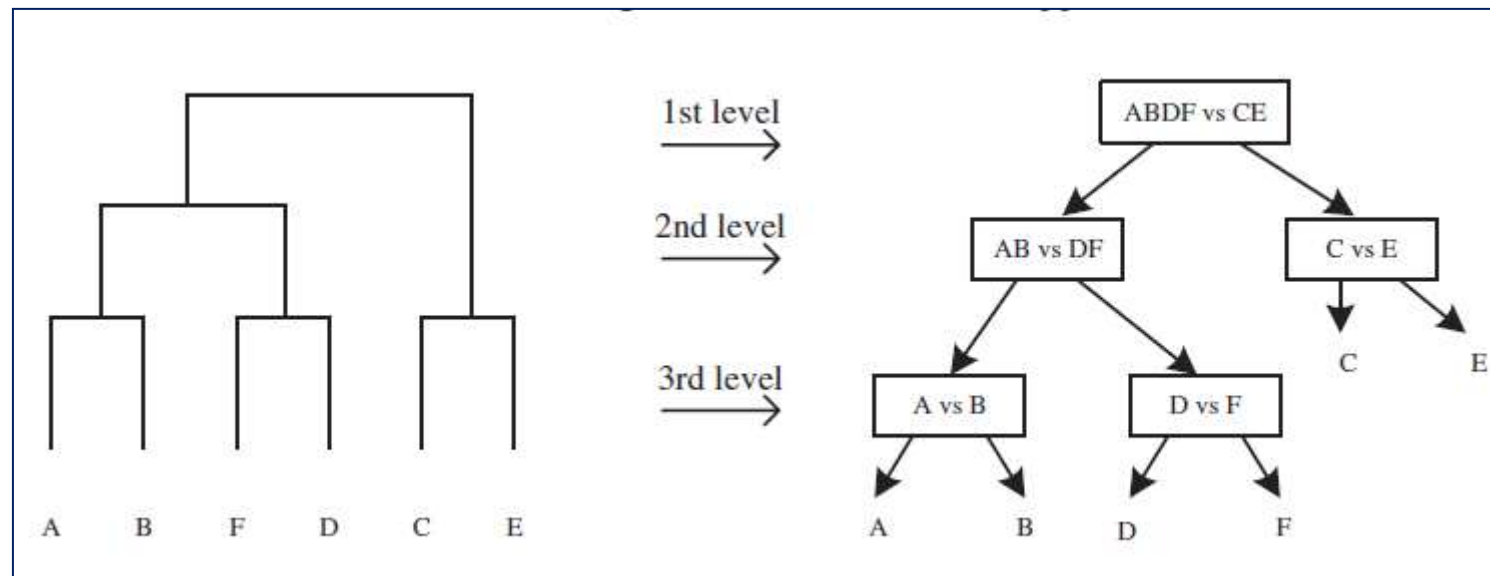 1st level
ABDF vs CE
2nd level
AB vs DF
C vs E
3rd level
C
E
A vs B
D vs F
A B F D C E
A
B
D
F